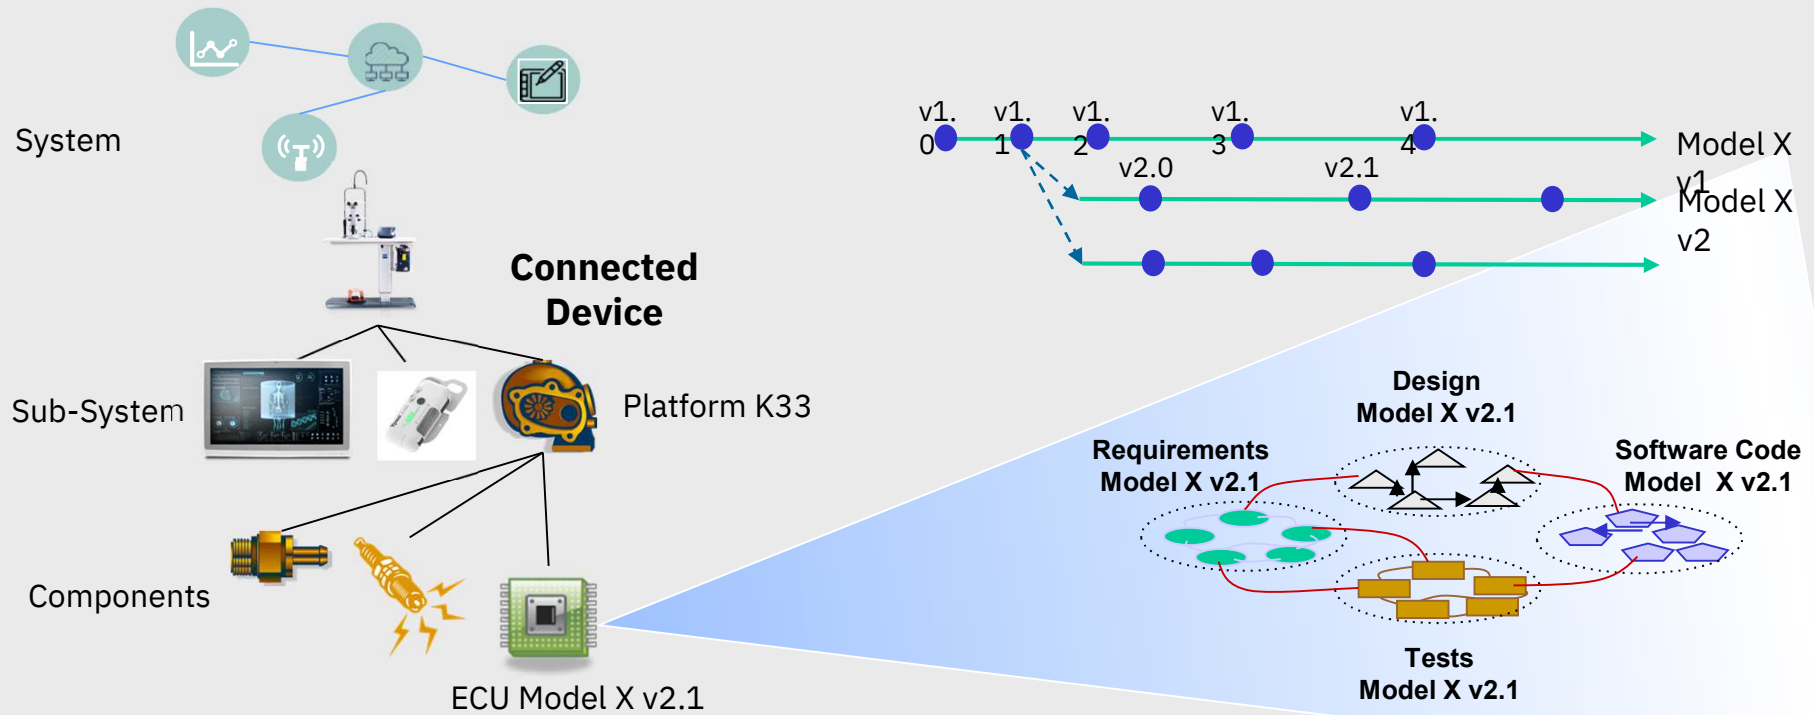 System
Connected
Device
Sub-System
Platform K33
Components
ECU Model X v2.1
v1.
0
v1.
1
v1.
2
v1.
3
v1.
4
Model X
v1
v2.0
v2.1
Model X
v2
Design
Model X v2.1
Requirements
Model X v2.1
Software Code
Model X v2.1
Tests
Model X v2.1